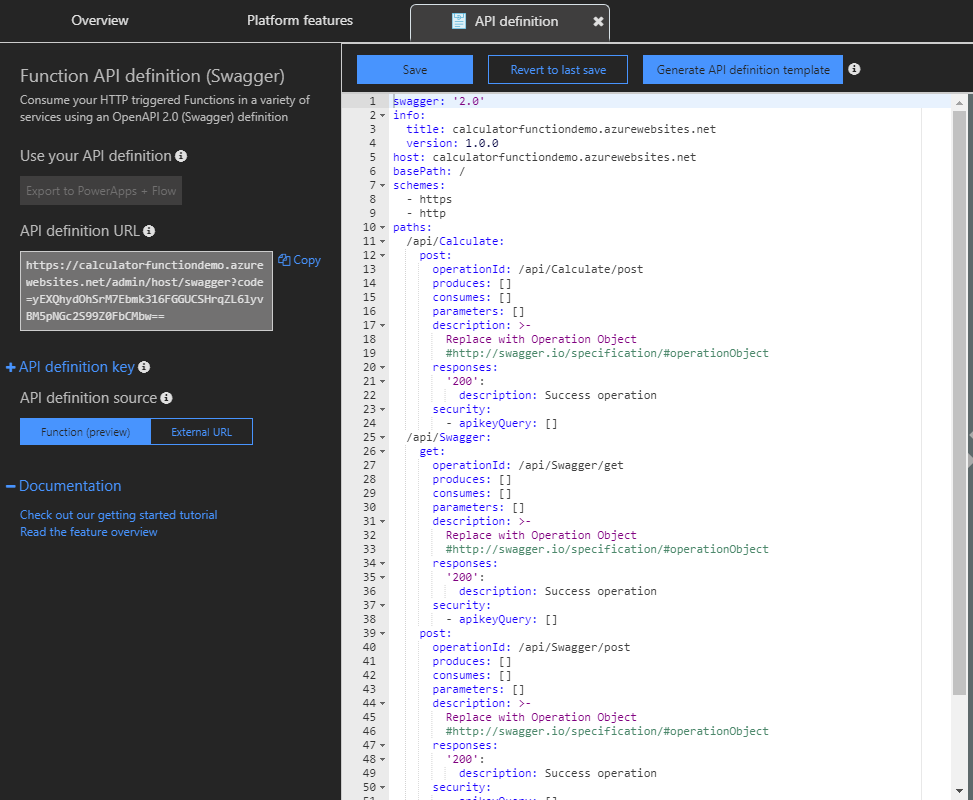 Overview
Platform features
API definition
Function API definition (Swagger)
Consume your HTTP triggered Functions in a variety of
services using an OpenAPI 2.0 (Swagger) definition
Use your API definition
Export to PowerApps + Flow
API definition URL
https://calculatorfunctiondemo.azure
websites.net/admin/host/swagger?code
=yEXQhydOhSrM7Ebmk316FGGUCSHrqZL6lyv
BM5pNGc2S99Z0FbCMbw==
Copy
API definition key
API definition source
Function (preview)
External URL
Documentation
Check out our getting started tutorial
Read the feature overview
Save
Revert to last save
Generate API definition template
1 swagger: '2.0'
2 info:
3 title: calculatorfunctiondemo.azurewebsites.net
4 version: 1.0.0
5 host: calculatorfunctiondemo.azurewebsites.net
6 basePath: /
7 schemes:
8 - https
9 - http
10 paths:
11 /api/Calculate:
12 post:
13 operationId: /api/Calculate/post
14 produces: []
15 consumes: []
16 parameters: []
17 description: >-
18 Replace with Operation Object
19 #http://swagger.io/specification/#operationObject
20 responses:
21 '200':
22 description: Success operation
23 security:
24 - apikeyQuery: []
25 /api/Swagger:
26 get:
27 operationId: /api/Swagger/get
28 produces: []
29 consumes: []
30 parameters: []
31 description: >-
32 Replace with Operation Object
33 #http://swagger.io/specification/#operationObject
34 responses:
35 '200':
36 description: Success operation
37 security:
38 - apikeyQuery: []
39 post:
40 operationId: /api/Swagger/post
41 produces: []
42 consumes: []
43 parameters: []
44 description: >-
45 Replace with Operation Object
46 #http://swagger.io/specification/#operationObject
47 responses:
48 '200':
49 description: Success operation
50 security:
51 - apikeyQuery: []